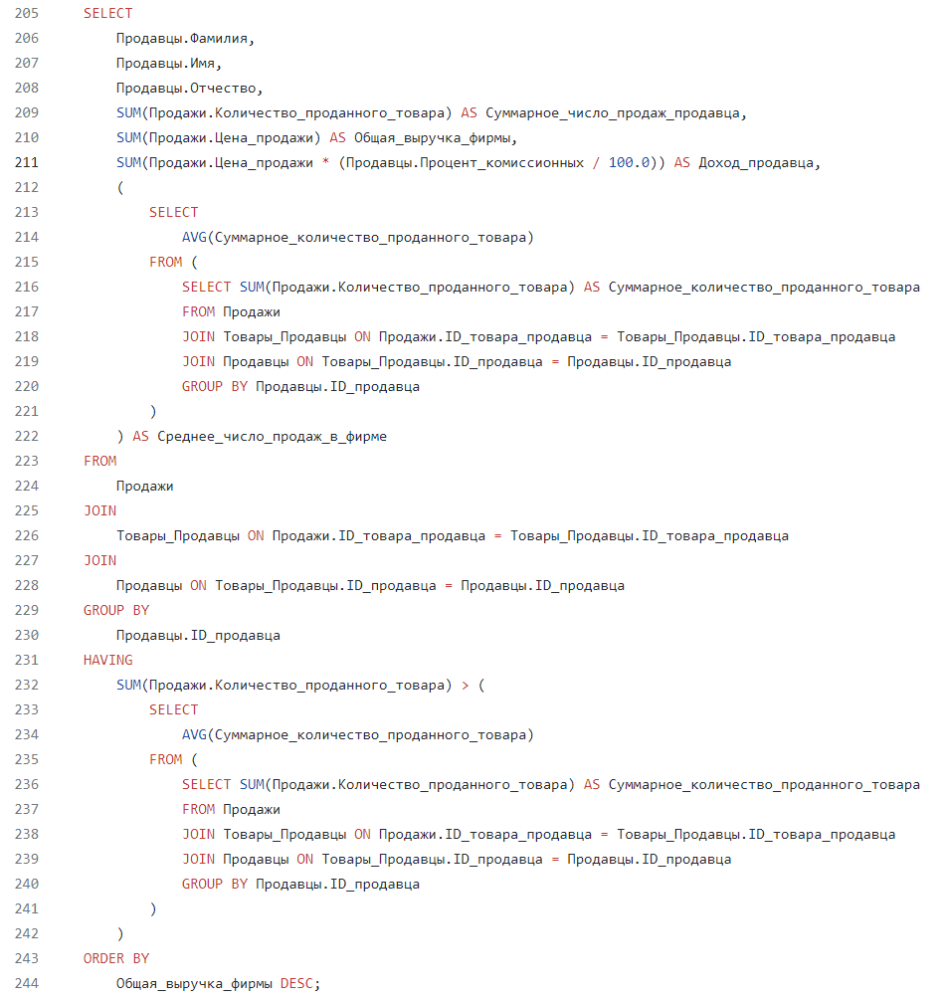 205 SELECT
206 Продавцы.Фамилия,
207 Продавцы.Имя,
208 Продавцы.Отчество,
209 SUM(Продажи.Количество_проданного_товара) AS Суммарное_число_продаж_продавца,
210 SUM(Продажи.Цена_продажи) AS Общая_выручка_фирмы,
211 SUM(Продажи.Цена_продажи * (Продавцы.Процент_комиссионных / 100.0)) AS Доход_продавца,
212 (
213 SELECT
214 AVG(Суммарное_количество_проданного_товара)
215 FROM (
216 SELECT SUM(Продажи.Количество_проданного_товара) AS Суммарное_количество_проданного_товара
217 FROM Продажи
218 JOIN Товары_Продавцы ON Продажи.ID_товара_продавца = Товары_Продавцы.ID_товара_продавца
219 JOIN Продавцы ON Товары_Продавцы.ID_продавца = Продавцы.ID_продавца
220 GROUP BY Продавцы.ID_продавца
221 )
222 ) AS Среднее_число_продаж_в_фирме
223 FROM
224 Продажи
225 JOIN
226 Товары_Продавцы ON Продажи.ID_товара_продавца = Товары_Продавцы.ID_товара_продавца
227 JOIN
228 Продавцы ON Товары_Продавцы.ID_продавца = Продавцы.ID_продавца
229 GROUP BY
230 Продавцы.ID_продавца
231 HAVING
232 SUM(Продажи.Количество_проданного_товара) > (
233 SELECT
234 AVG(Суммарное_количество_проданного_товара)
235 FROM (
236 SELECT SUM(Продажи.Количество_проданного_товара) AS Суммарное_количество_проданного_товара
237 FROM Продажи
238 JOIN Товары_Продавцы ON Продажи.ID_товара_продавца = Товары_Продавцы.ID_товара_продавца
239 JOIN Продавцы ON Товары_Продавцы.ID_продавца = Продавцы.ID_продавца
240 GROUP BY Продавцы.ID_продавца
241 )
242 )
243 ORDER BY
244 Общая_выручка_фирмы DESC;